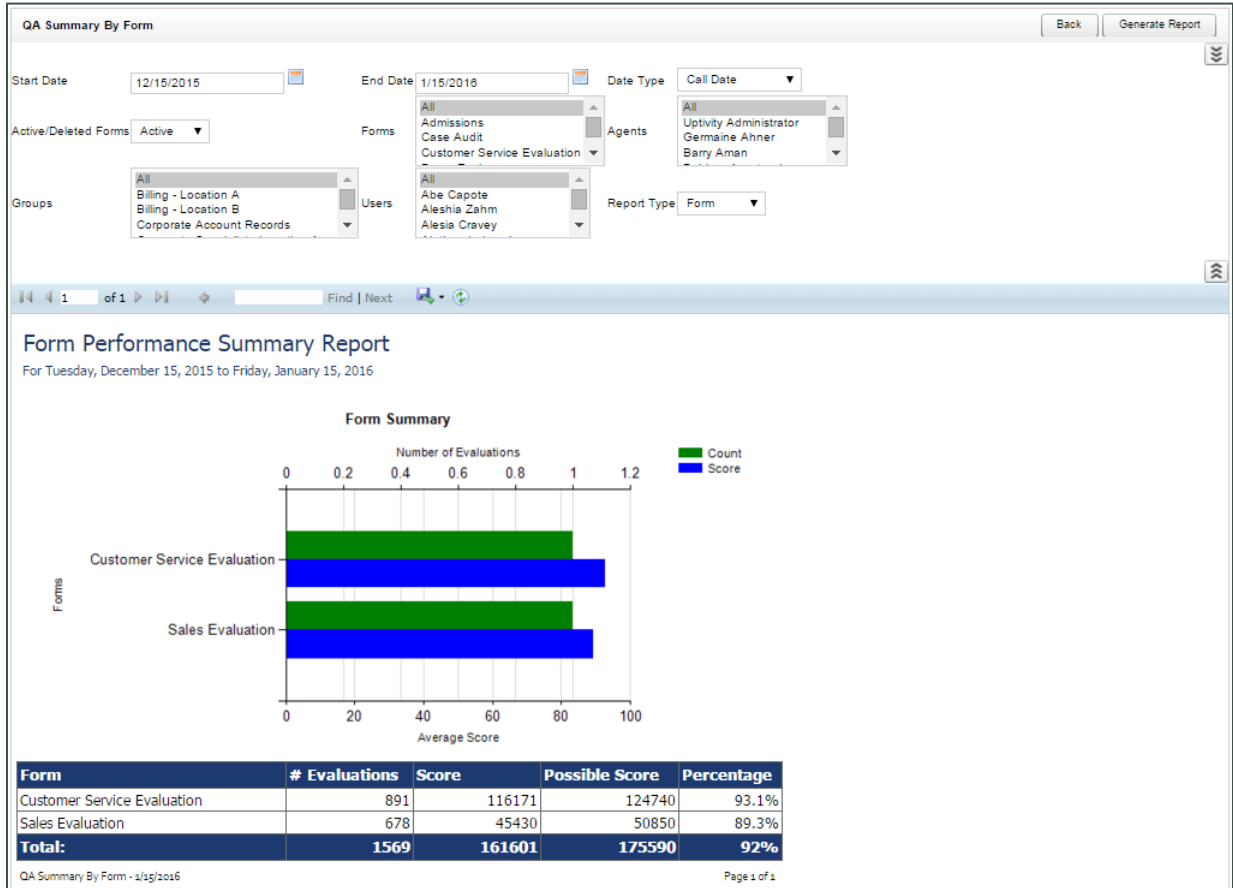 QA Summary By Form Back Generate Report
Start Date 12/15/2015 End Date 1/15/2016 Date Type Call Date
Active/Deleted Forms Active Forms All Agents All
Admissions Uptivity Administrator
Case Audit Germaine Ahner
Customer Service Evaluation Barry Aman
Groups All Users All Report Type Form
Billing - Location A Abe Capote
Billing - Location B Aleshia Zahm
Corporate Account Records Alesia Cravey
1 of 1 Find | Next
Form Performance Summary Report
For Tuesday, December 15, 2015 to Friday, January 15, 2016
Form Summary
Number of Evaluations
0 0.2 0.4 0.6 0.8 1 1.2
Count
Score
Customer Service Evaluation
Forms
Sales Evaluation
0 20 40 60 80 100
Average Score
Form # Evaluations Score Possible Score Percentage
Customer Service Evaluation 891 116171 124740 93.1%
Sales Evaluation 678 45430 50850 89.3%
Total: 1569 161601 175590 92%
QA Summary By Form - 1/15/2016 Page 1 of 1